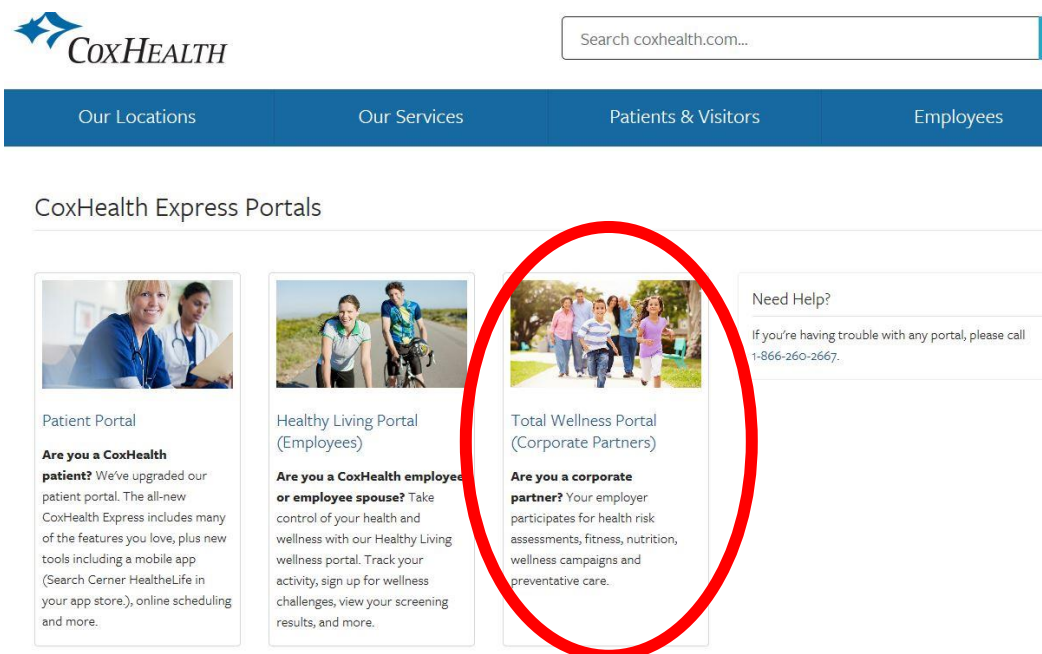 COXHEALTH
Search coxhealth.com...
Our Locations
Our Services
Patients & Visitors
Employees
CoxHealth Express Portals
Patient Portal
Are you a CoxHealth
patient? We've upgraded our
patient portal. The all-new
CoxHealth Express includes many
of the features you love, plus new
tools including a mobile app
(Search Cerner HealtheLife in
your app store.), online scheduling
and more.
Healthy Living Portal
(Employees)
Are you a CoxHealth employee
or employee spouse? Take
control of your health and
wellness with our Healthy Living
wellness portal. Track your
activity, sign up for wellness
challenges, view your screening
results, and more.
Total Wellness Portal
(Corporate Partners)
Are you a corporate
partner? Your employer
participates for health risk
assessments, fitness, nutrition,
wellness campaigns and
preventative care.
Need Help?
If you're having trouble with any portal, please call
1-866-260-2667.